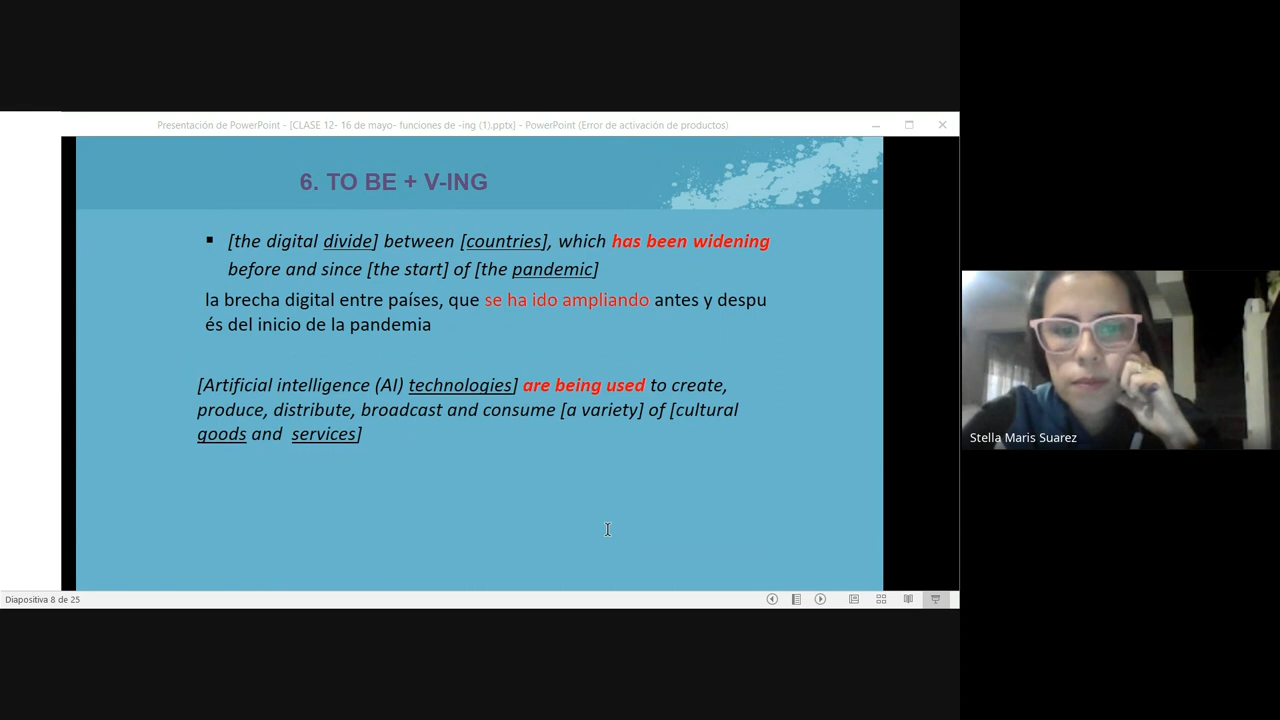 Presentación de PowerPoint - [CLASE 12- 16 de mayo- funciones de -ing (1).pptx] - PowerPoint (Error de activación de productos)
6. TO BE + V-ING
▪ [the digital divide] between [countries], which has been widening
before and since [the start] of [the pandemic]
la brecha digital entre países, que se ha ido ampliando antes y despu
és del inicio de la pandemia
[Artificial intelligence (AI) technologies] are being used to create,
produce, distribute, broadcast and consume [a variety] of [cultural
goods and services]
Stella Maris Suarez
Diapositiva 8 de 25